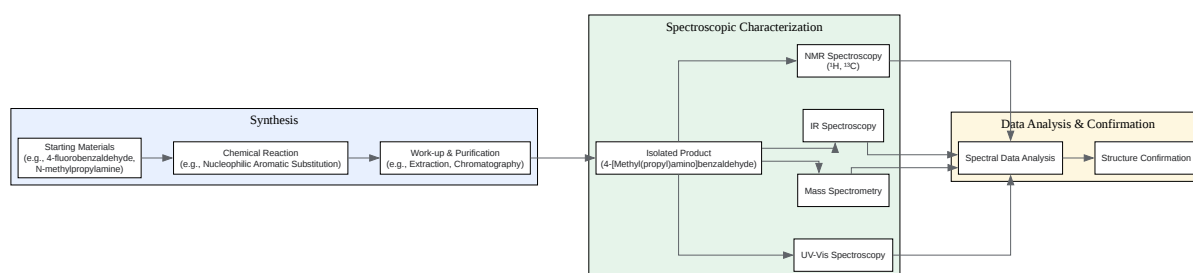 Synthesis
Starting Materials
(e.g., 4-fluorobenzaldehyde,
N-methylpropylamine)
Chemical Reaction
(e.g., Nucleophilic Aromatic Substitution)
Work-up & Purification
(e.g., Extraction, Chromatography)
Spectroscopic Characterization
Isolated Product
(4-[Methyl(propyl)amino]benzaldehyde)
NMR Spectroscopy
(¹H, ¹³C)
IR Spectroscopy
Mass Spectrometry
UV-Vis Spectroscopy
Data Analysis & Confirmation
Spectral Data Analysis
Structure Confirmation